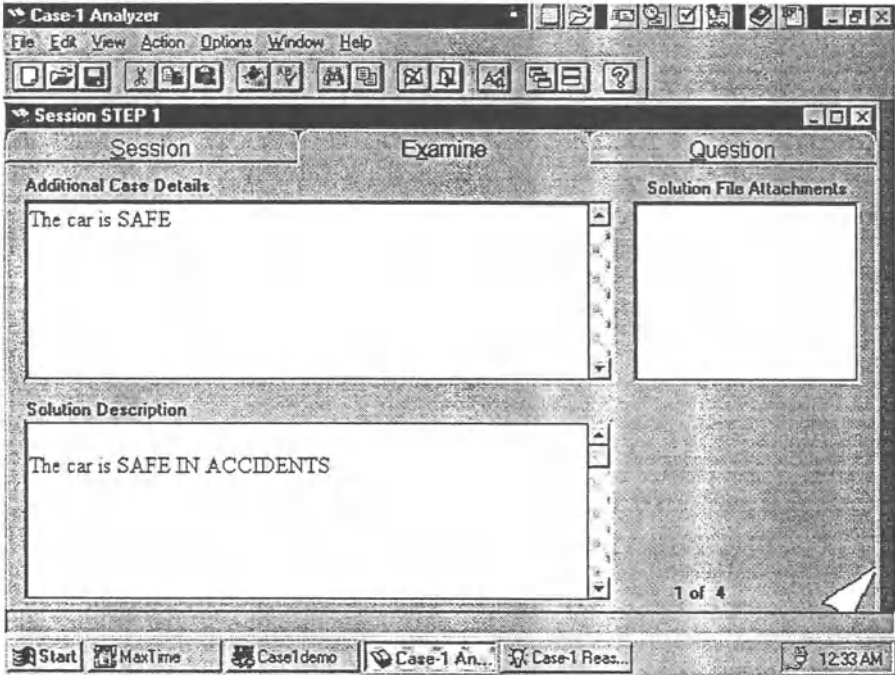 Case-1 Analyzer
File Edit View Action Options Window Help
Session STEP 1
Session Examine Question
Additional Case Details Solution File Attachments
The car is SAFE
Solution Description
The car is SAFE IN ACCIDENTS
1 of 4
Start MaxTime Case1demo Case-1 An... Case-1 Reas... 12:33 AM